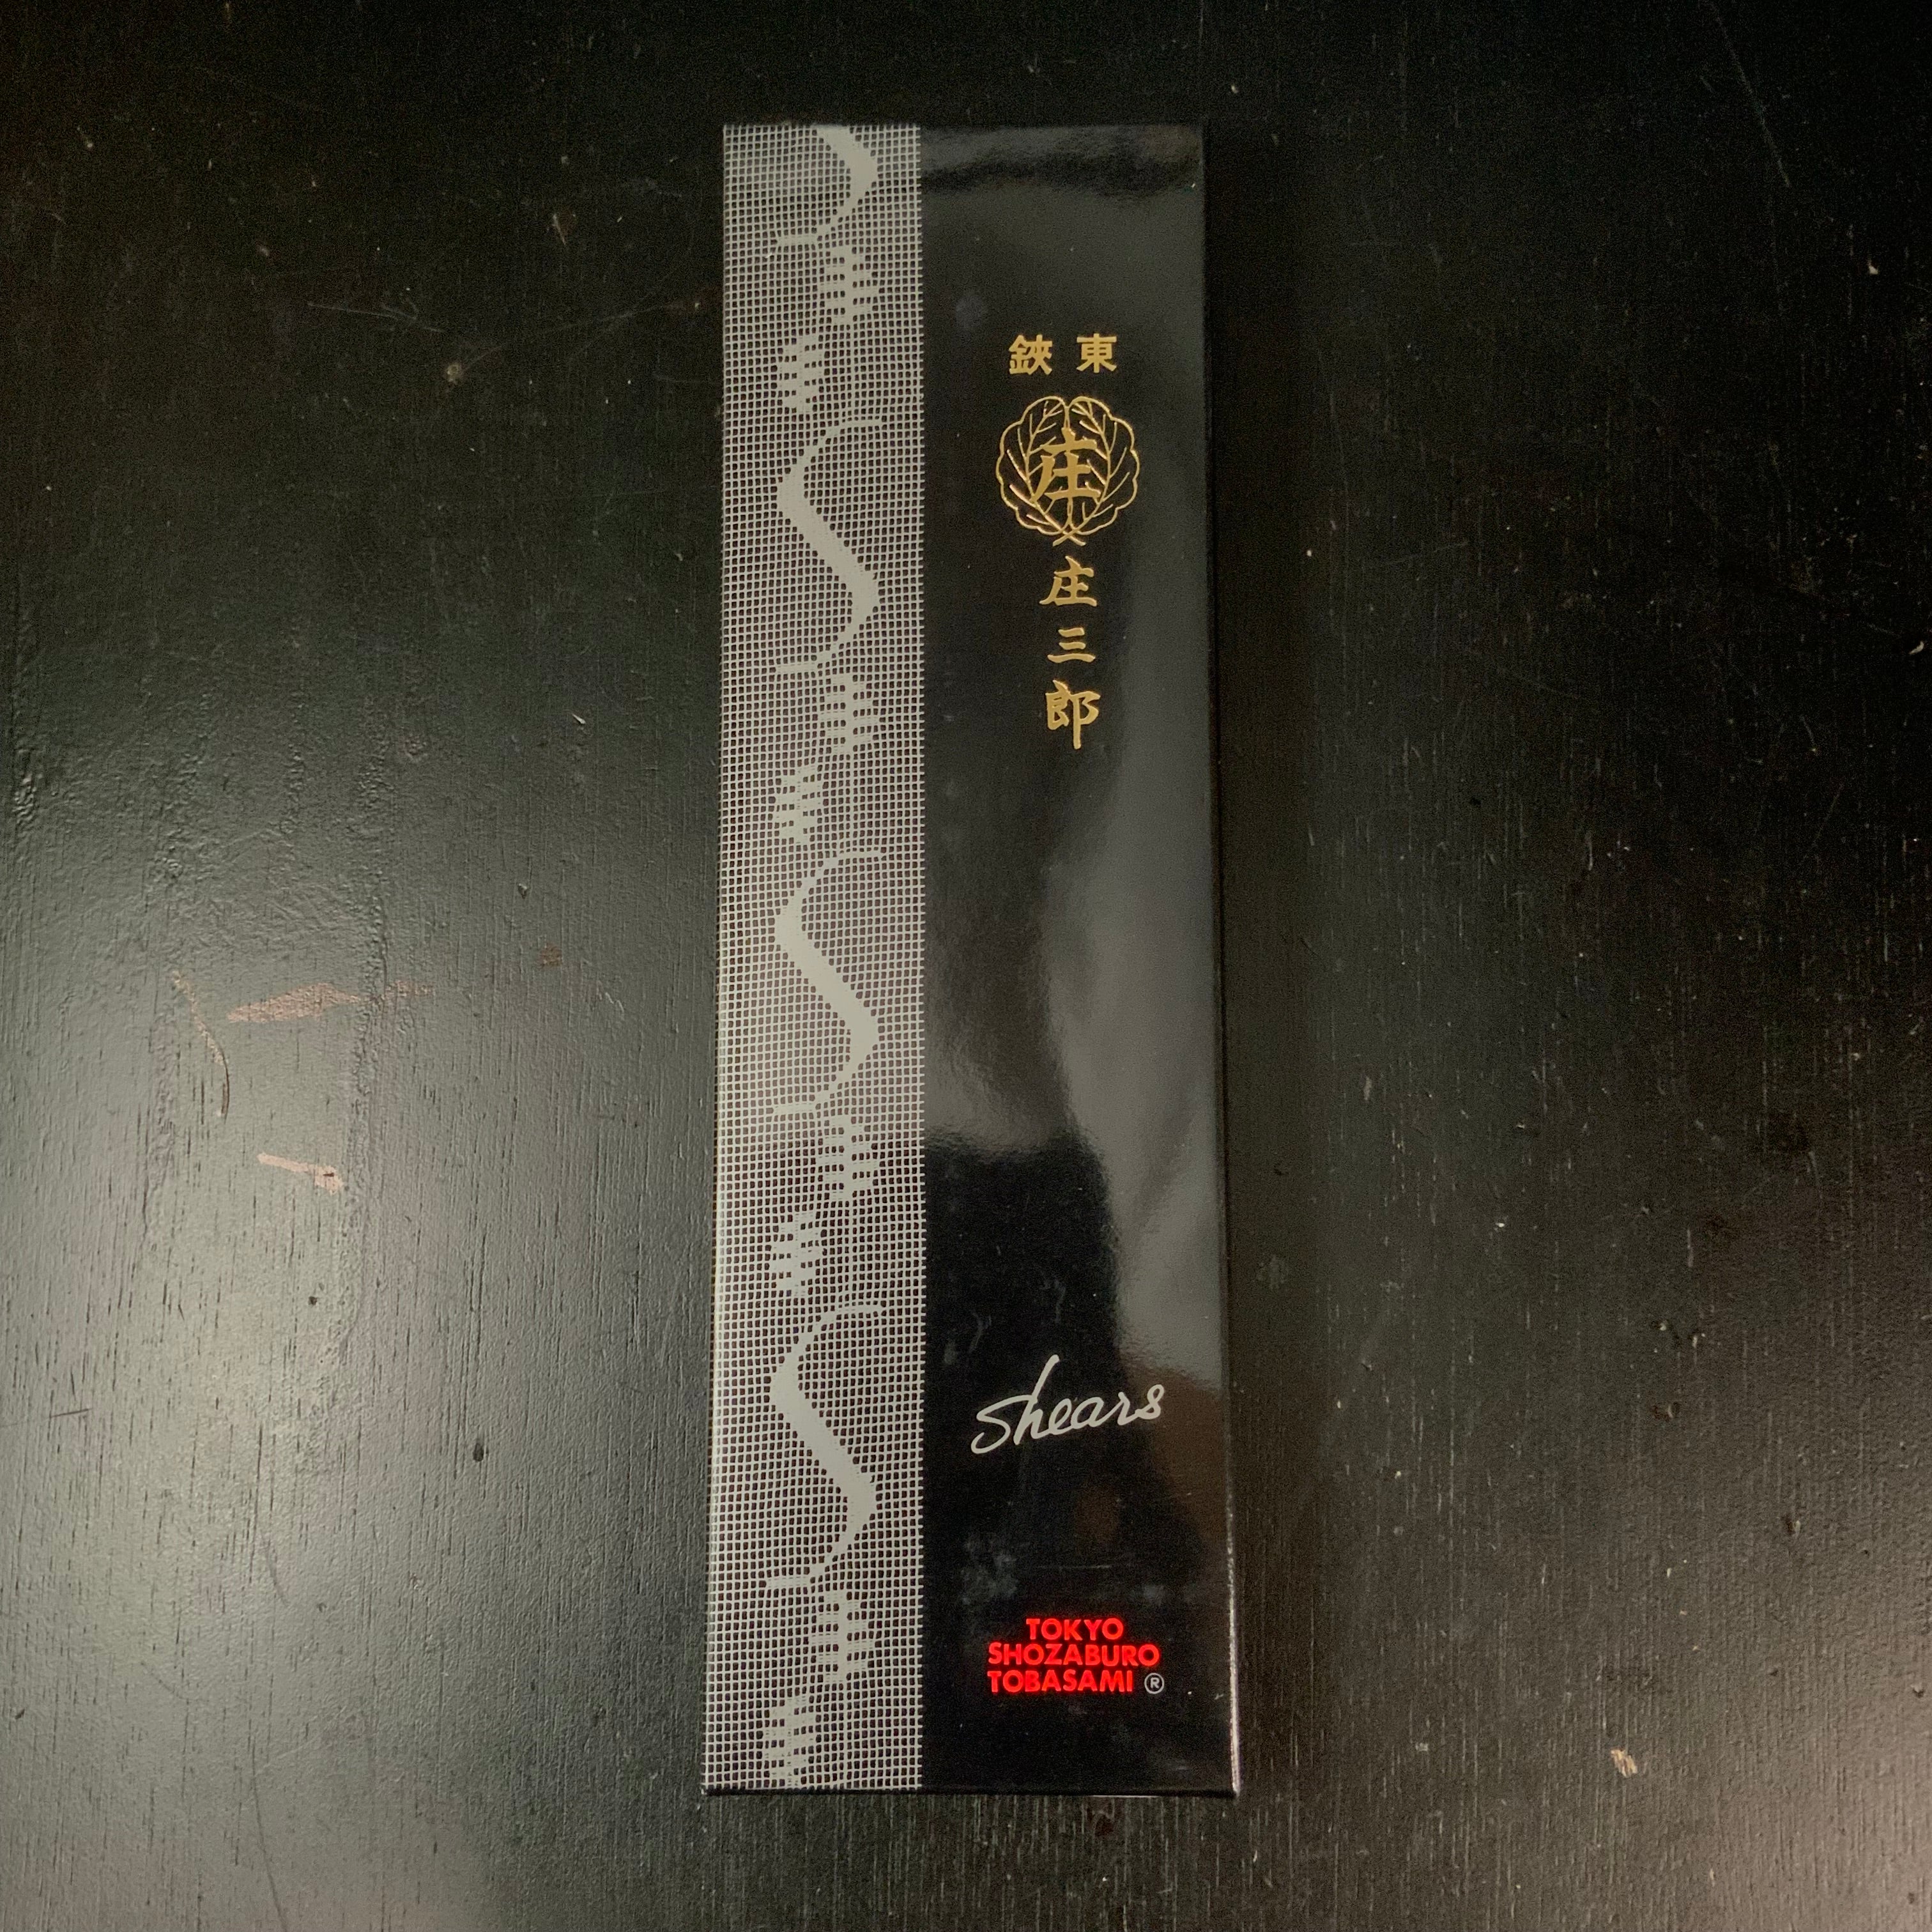 鋏東
庄
庄
三
郎
Shears
TOKYO
SHOZABURO
TOBASAMI ®